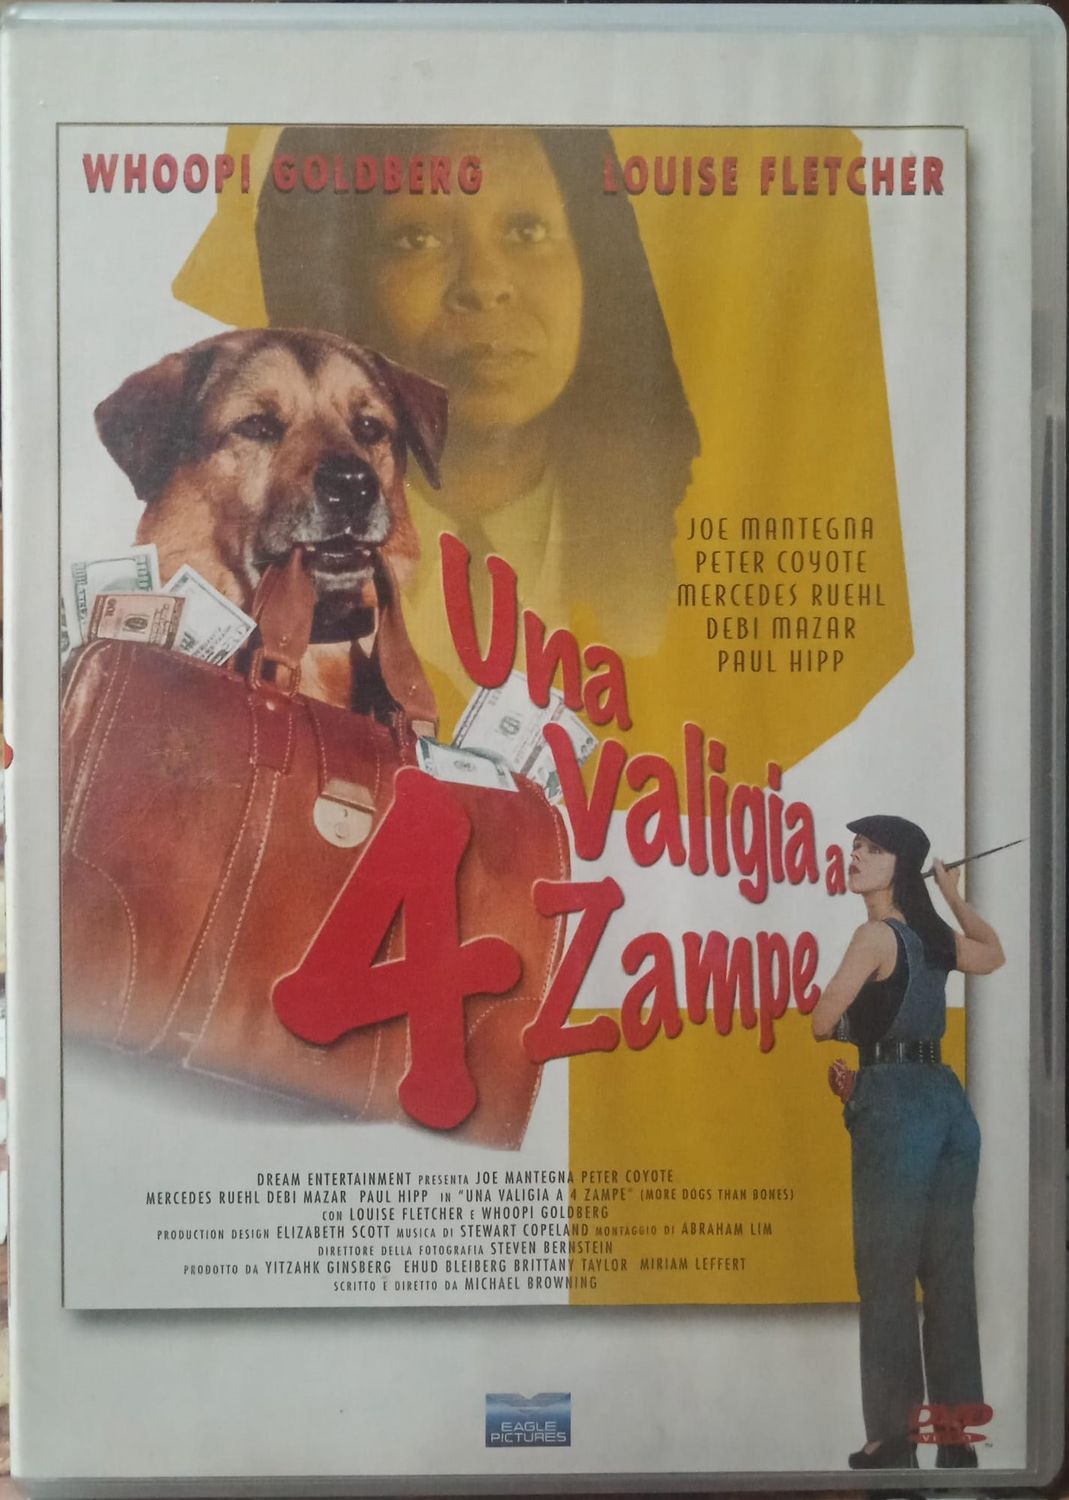 WHOOPI GOLDBERG LOUISE FLETCHER
JOE MANTEGNA
PETER COYOTE
MERCEDES RUEHL
DEBI MAZAR
PAUL HIPP
Una
Valigia a
4 Zampe
DREAM ENTERTAINMENT PRESENTA JOE MANTEGNA PETER COYOTE
MERCEDES RUEHL DEBI MAZAR PAUL HIPP IN "UNA VALIGIA A 4 ZAMPE" (MORE DOGS THAN BONES)
CON LOUISE FLETCHER E WHOOPI GOLDBERG
PRODUCTION DESIGN ELIZABETH SCOTT MUSICA DI STEWART COPELAND MONTAGGIO DI ABRAHAM LIM
DIRETTORE DELLA FOTOGRAFIA STEVEN BERNSTEIN
PRODOTTO DA YITZAHK GINSBERG EHUD BLEIBERG BRITTANY TAYLOR MIRIAM LEFFERT
SCRITTO E DIRETTO DA MICHAEL BROWNING
EAGLE
PICTURES
DVD
VIDEO